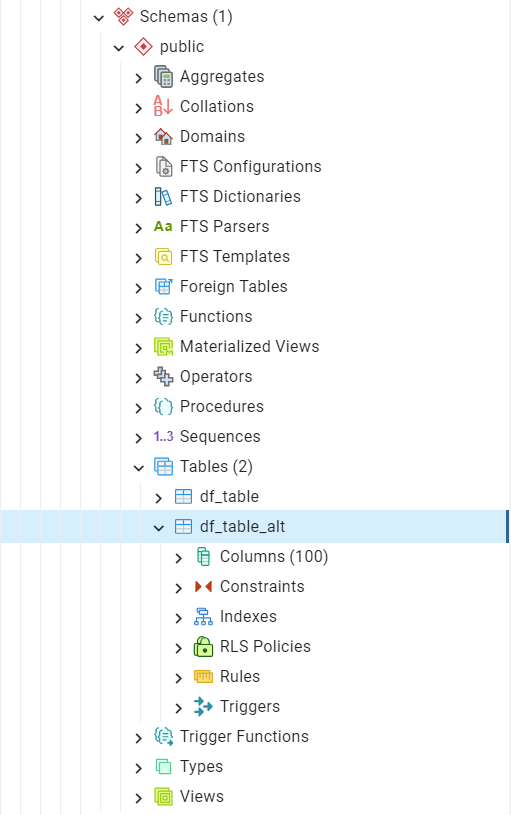 Schemas (1)
public
Aggregates
Collations
Domains
FTS Configurations
FTS Dictionaries
Aa FTS Parsers
FTS Templates
Foreign Tables
Functions
Materialized Views
Operators
Procedures
1..3 Sequences
Tables (2)
df_table
df_table_alt
Columns (100)
Constraints
Indexes
RLS Policies
Rules
Triggers
Trigger Functions
Types
Views